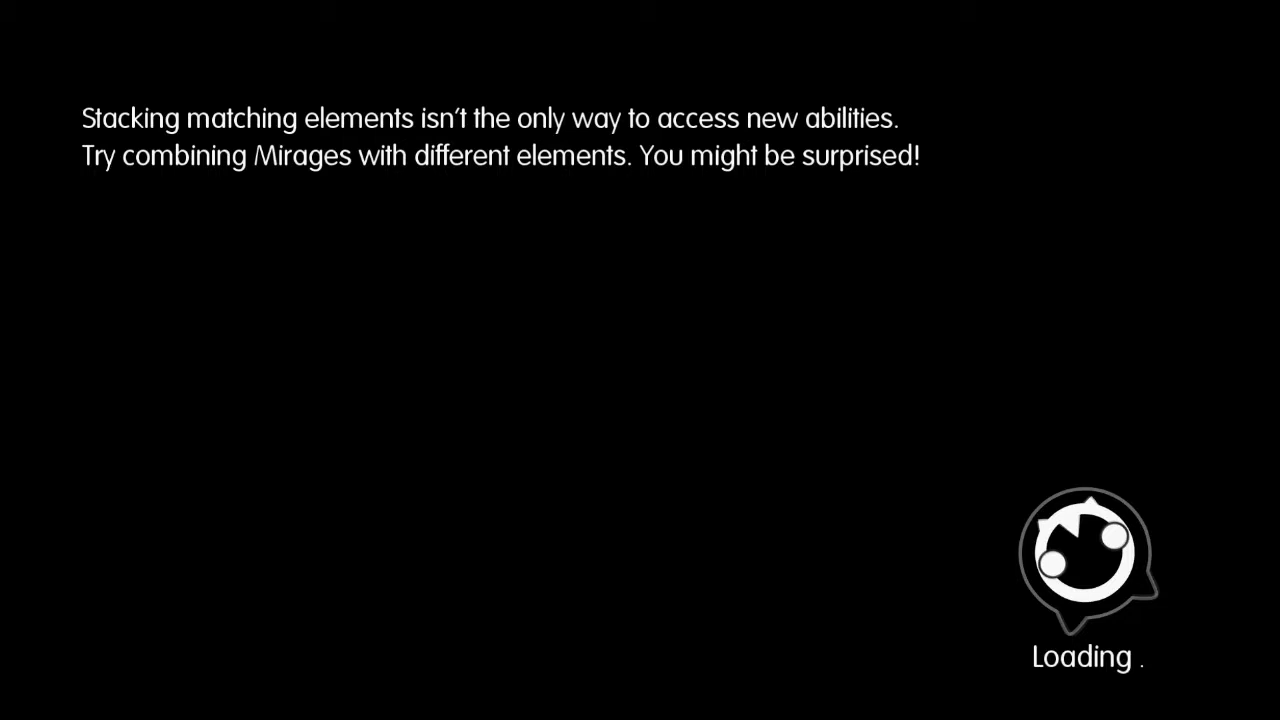 Stacking matching elements isn't the only way to access new abilities.
Try combining Mirages with different elements. You might be surprised!
Loading .